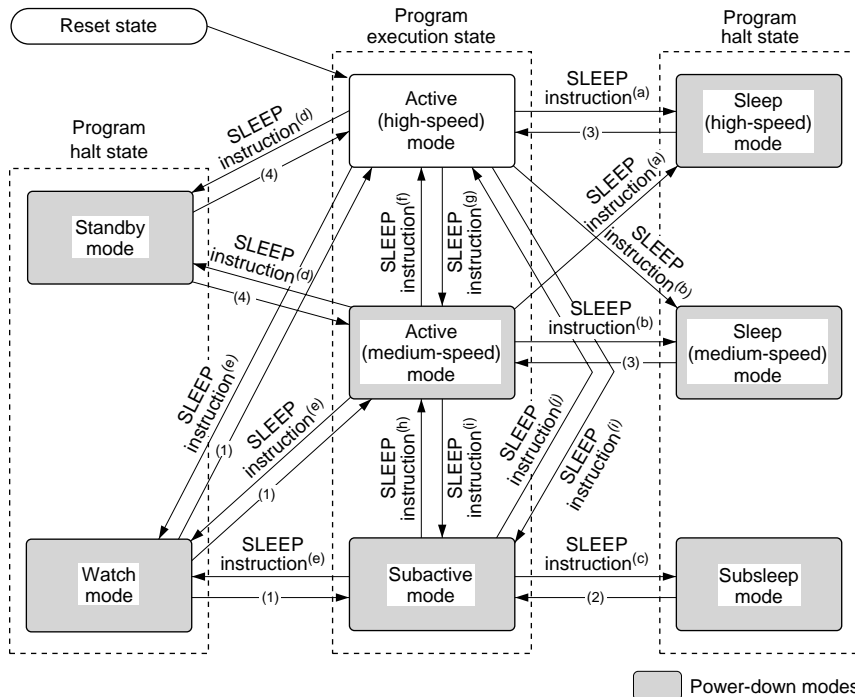 Reset state
Program
execution state
Program
halt state
Program
halt state
Active
(high-speed)
mode
SLEEP
instruction(a)
(3)
Sleep
(high-speed)
mode
SLEEP
instruction(d)
(4)
Standby
mode
SLEEP
instruction(d)
(4)
SLEEP
instruction(f)
SLEEP
instruction(g)
SLEEP
instruction(a)
SLEEP
instruction(b)
Active
(medium-speed)
mode
SLEEP
instruction(b)
(3)
Sleep
(medium-speed)
mode
SLEEP
instruction(e)
(1)
SLEEP
instruction(e)
(1)
SLEEP
instruction(h)
SLEEP
instruction(i)
SLEEP
instruction(j)
SLEEP
instruction(i)
Watch
mode
SLEEP
instruction(e)
(1)
Subactive
mode
SLEEP
instruction(c)
(2)
Subsleep
mode
Power-down modes